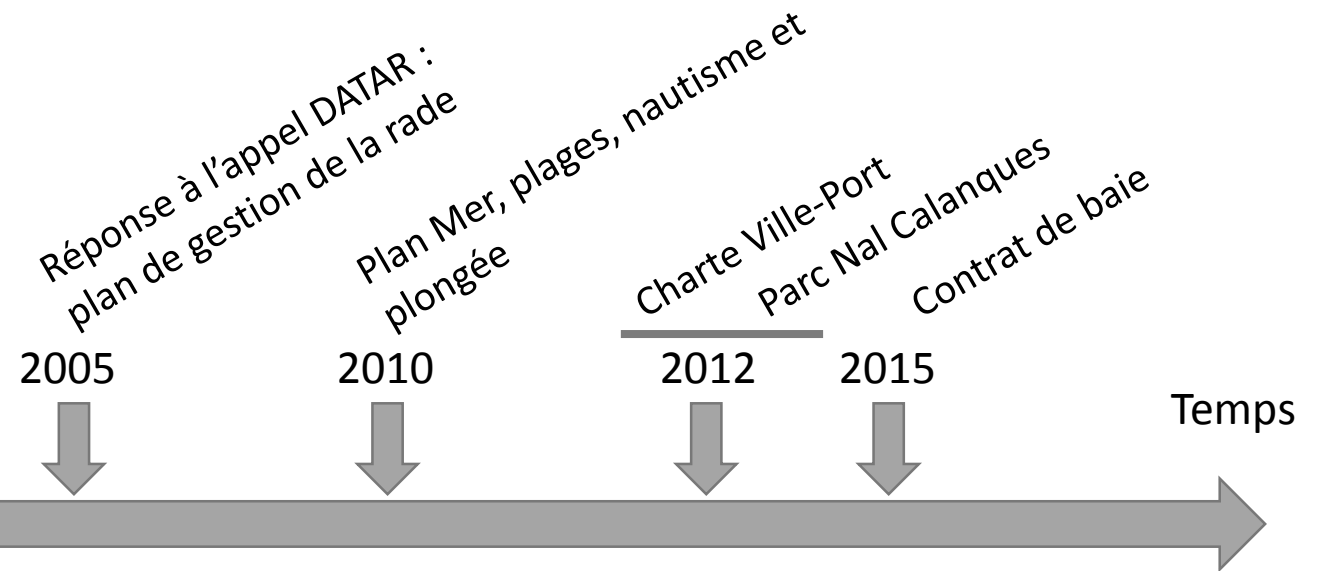 Réponse à l’appel DATAR :
plan de gestion de la rade
Plan Mer, plages, nautisme et
plongée
Charte Ville-Port
Parc Nal Calanques
Contrat de baie
2005
2010
2012
2015
Temps